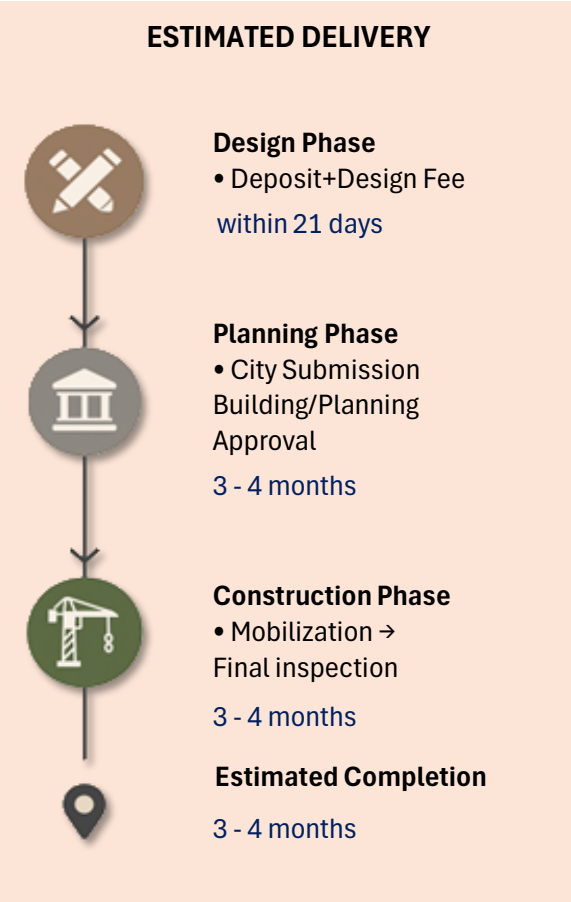 ESTIMATED DELIVERY
Design Phase
• Deposit+Design Fee
within 21 days
Planning Phase
• City Submission
Building/Planning
Approval
3 - 4 months
Construction Phase
• Mobilization →
Final inspection
3 - 4 months
Estimated Completion
3 - 4 months